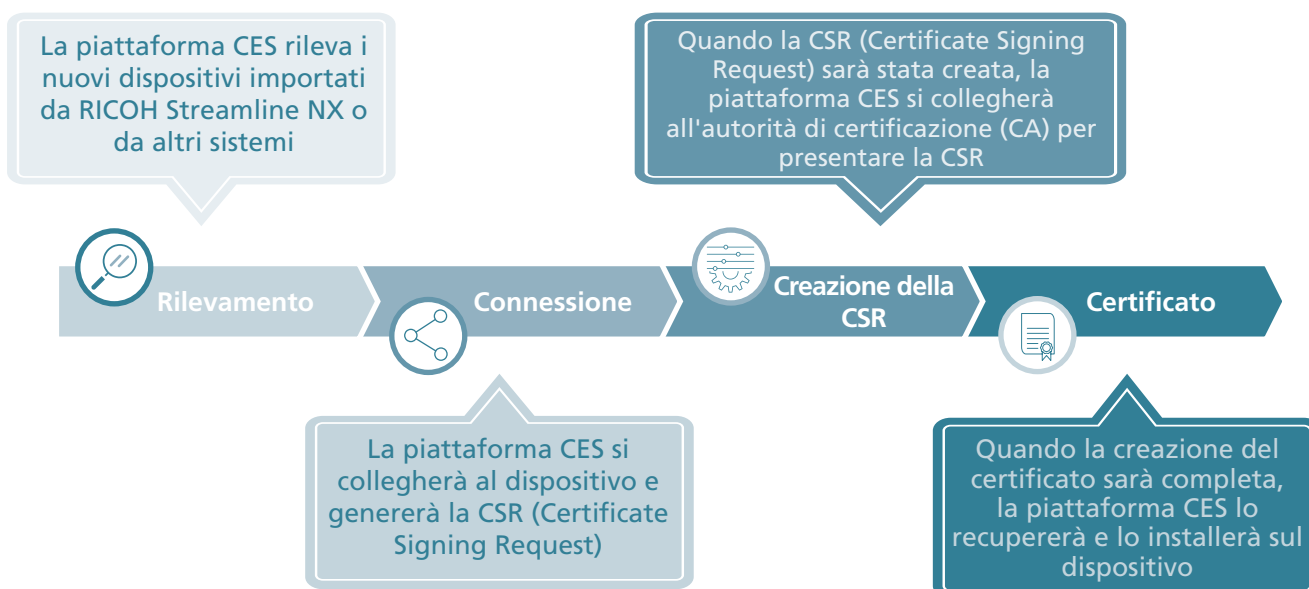 La piattaforma CES rileva i
nuovi dispositivi importati
da RICOH Streamline NX o
da altri sistemi
Quando la CSR (Certificate Signing
Request) sarà stata creata, la
piattaforma CES si collegherà
all'autorità di certificazione (CA) per
presentare la CSR
Rilevamento
Connessione
Creazione della
CSR
Certificato
La piattaforma CES si
collegherà al dispositivo e
genererà la CSR (Certificate
Signing Request)
Quando la creazione del
certificato sarà completa,
la piattaforma CES lo
recupererà e lo installerà sul
dispositivo